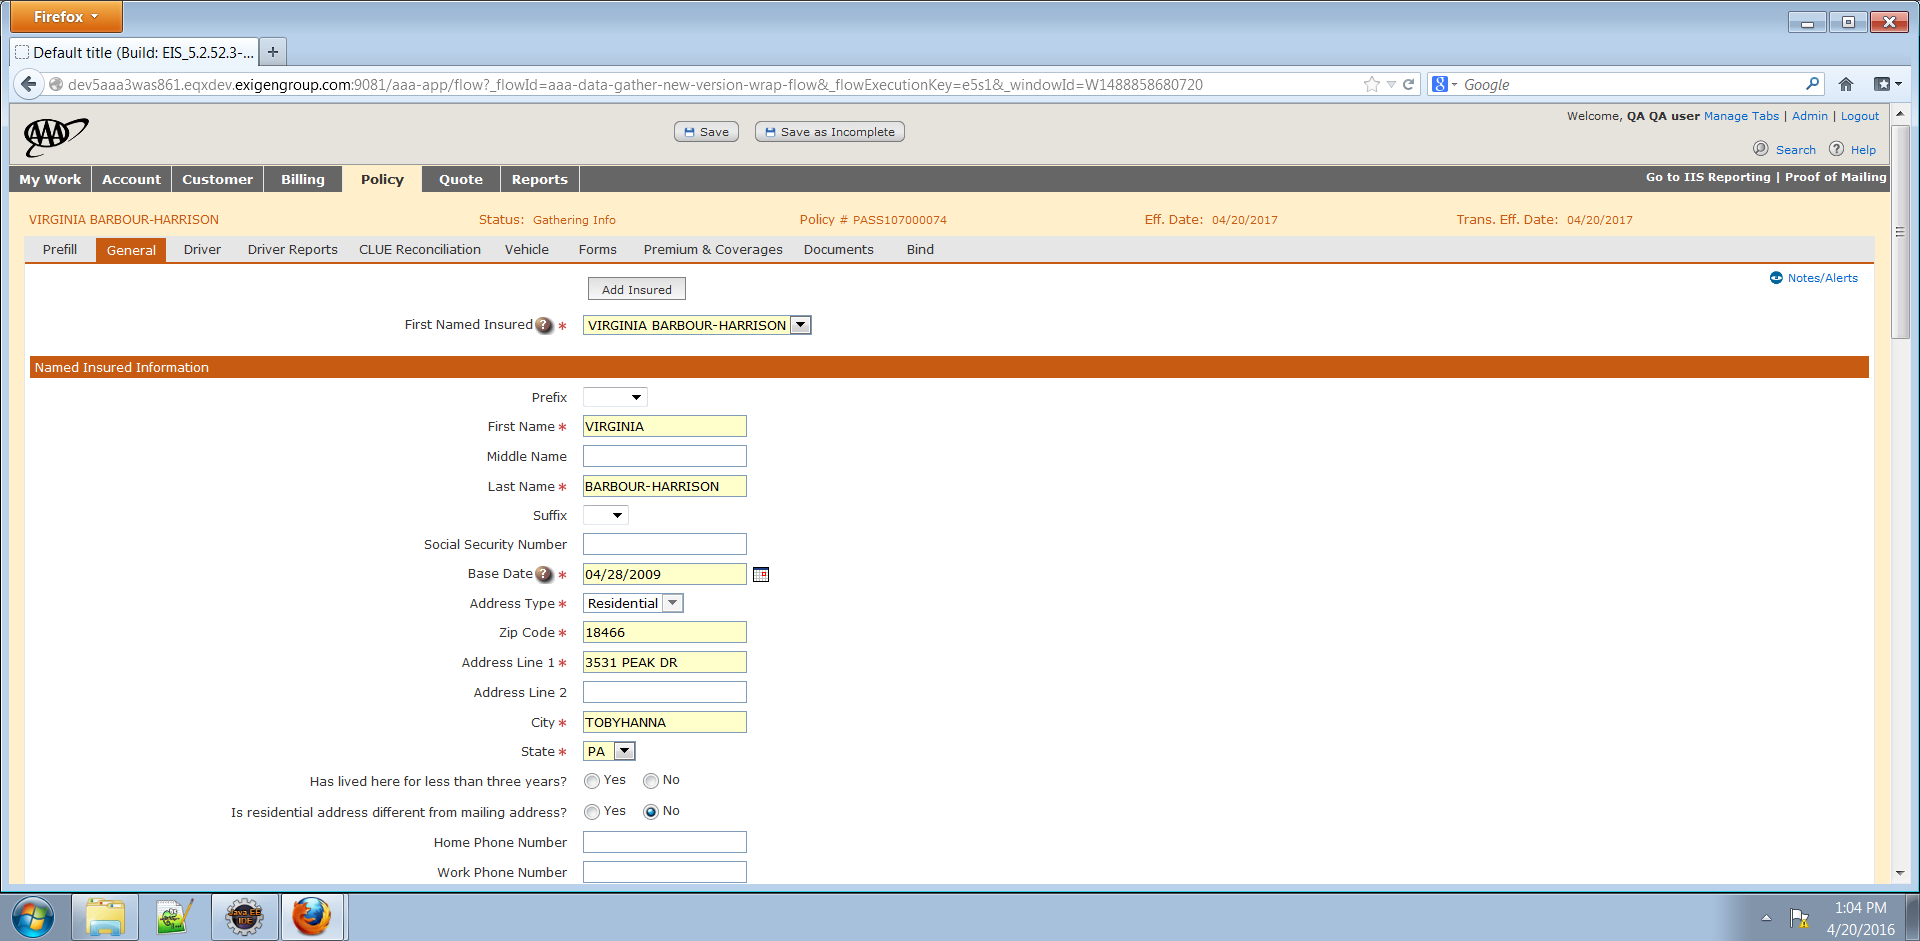 Firefox
Default title (Build: EIS_5.2.52.3-...
dev5aaa3was861.eqxdev.exigengroup.com:9081/aaa-app/flow?_flowId=aaa-data-gather-new-version-wrap-flow&_flowExecutionKey=e5s1&_windowId=W1488858680720
Google
AAA
Save
Save as Incomplete
Welcome, QA QA user Manage Tabs | Admin | Logout
Search ? Help
My Work Account Customer Billing Policy Quote Reports
Go to IIS Reporting | Proof of Mailing
VIRGINIA BARBOUR-HARRISON Status: Gathering Info Policy # PASS107000074 Eff. Date: 04/20/2017 Trans. Eff. Date: 04/20/2017
Prefill General Driver Driver Reports CLUE Reconciliation Vehicle Forms Premium & Coverages Documents Bind
Notes/Alerts
Add Insured
First Named Insured ? * VIRGINIA BARBOUR-HARRISON
Named Insured Information
Prefix
First Name * VIRGINIA
Middle Name
Last Name * BARBOUR-HARRISON
Suffix
Social Security Number
Base Date ? * 04/28/2009
Address Type * Residential
Zip Code * 18466
Address Line 1 * 3531 PEAK DR
Address Line 2
City * TOBYHANNA
State * PA
Has lived here for less than three years? Yes No
Is residential address different from mailing address? Yes No
Home Phone Number
Work Phone Number
Java EE
IDE
1:04 PM
4/20/2016